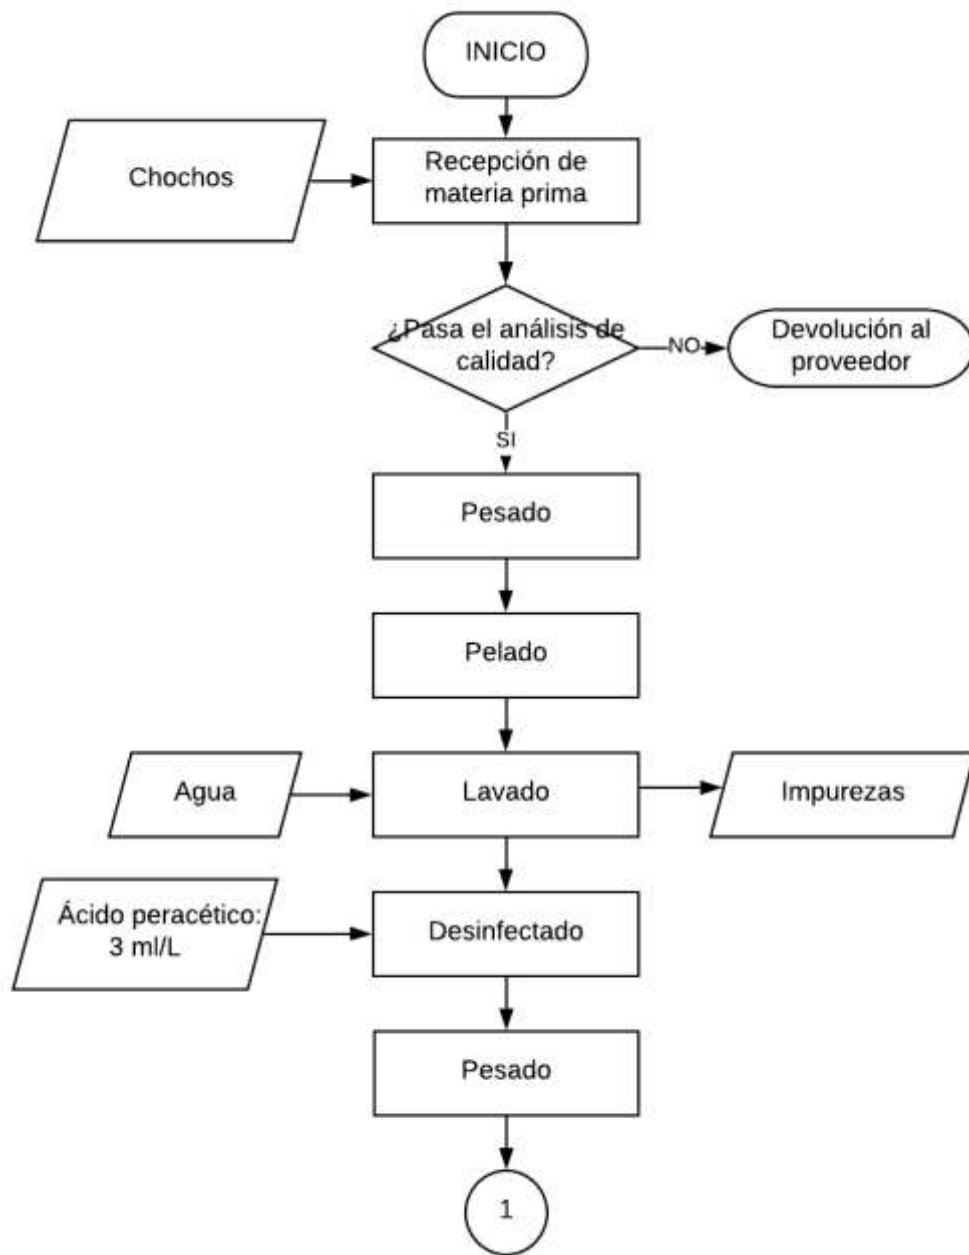 INICIO
Chochos
Recepción de
materia prima
¿Pasa el análisis de
calidad?
NO
Devolución al
proveedor
SI
Pesado
Pelado
Agua
Lavado
Impurezas
Ácido peracético:
3 ml/L
Desinfectado
Pesado
1